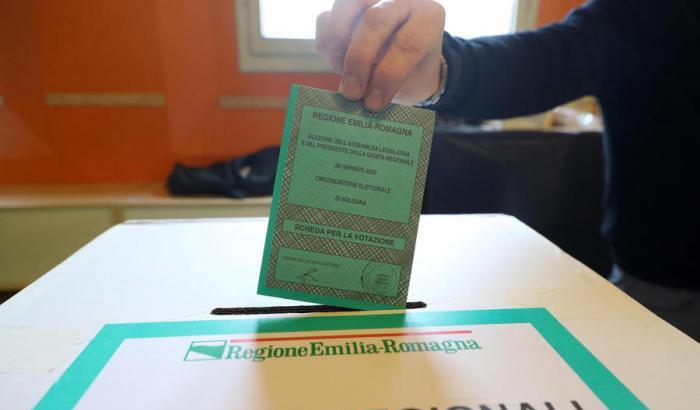 REGIONE EMILIA-ROMAGNA
ELEZIONE DELL'ASSEMBLEA LEGISLATIVA
E DEL PRESIDENTE DELLA GIUNTA REGIONALE
26 GENNAIO 2020
CIRCOSCRIZIONE ELETTORALE
DI BOLOGNA
SCHEDA PER LA VOTAZIONE
RegioneEmilia-Romagna